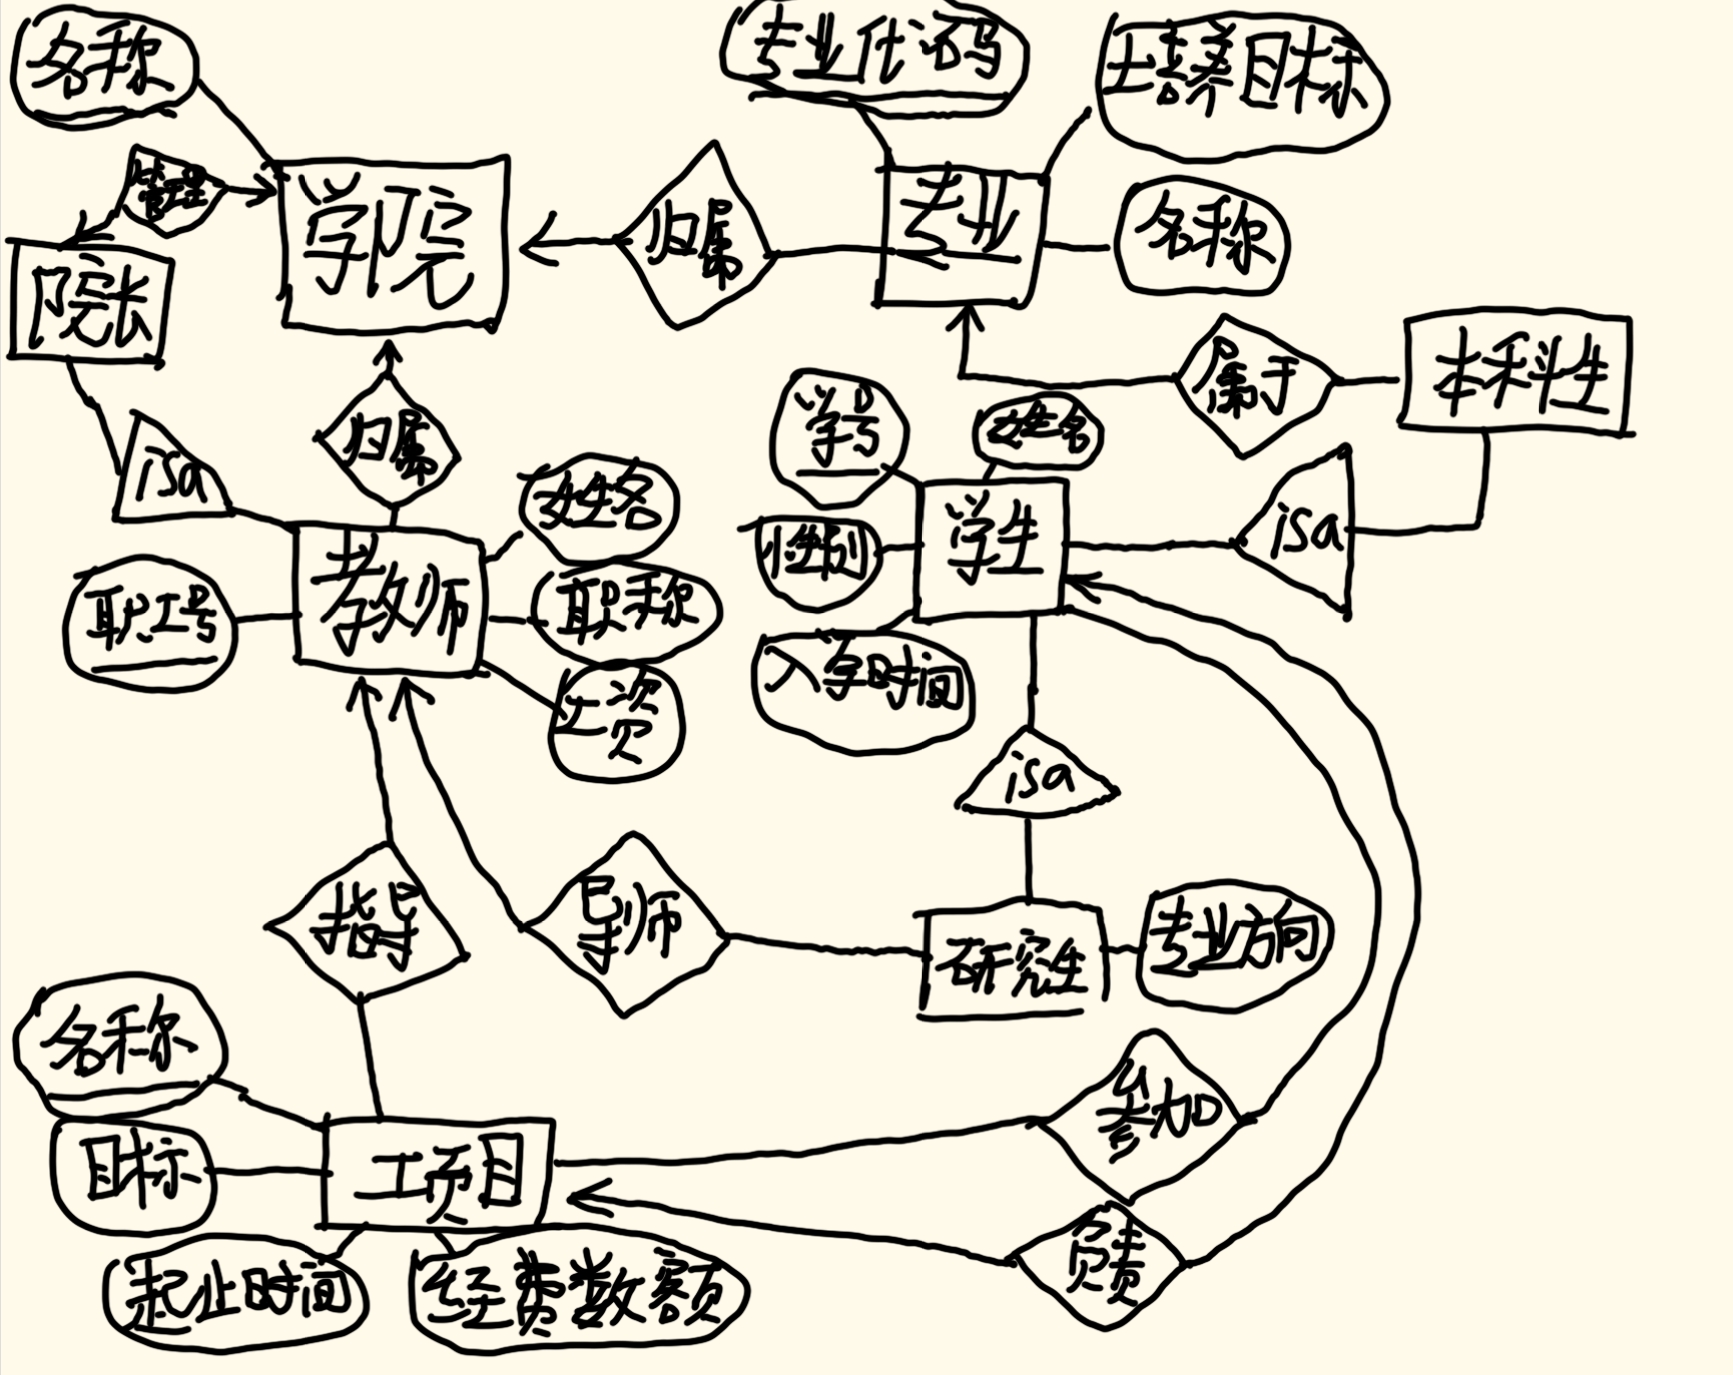 名称
专业代码
培养目标
管理
学院
归属
专业
名称
院长
属于
本科生
isa
归属
学号
姓名
姓名
性别
学生
isa
职工号
教师
职称
入学时间
工资
isa
指导
导师
研究生
专业方向
名称
参加
目标
项目
负责
起止时间
经费数额